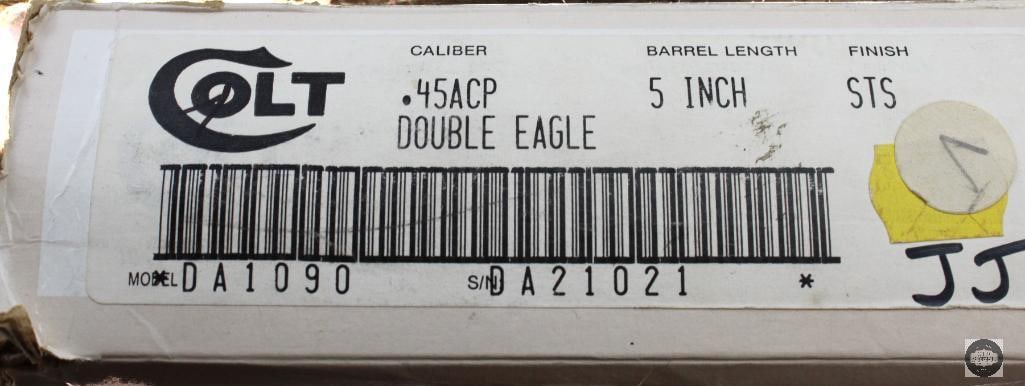 COLT
CALIBER BARREL LENGTH FINISH
.45ACP 5 INCH STS
DOUBLE EAGLE
MODEL *DA1090 S/N: DA21021 *
JJ